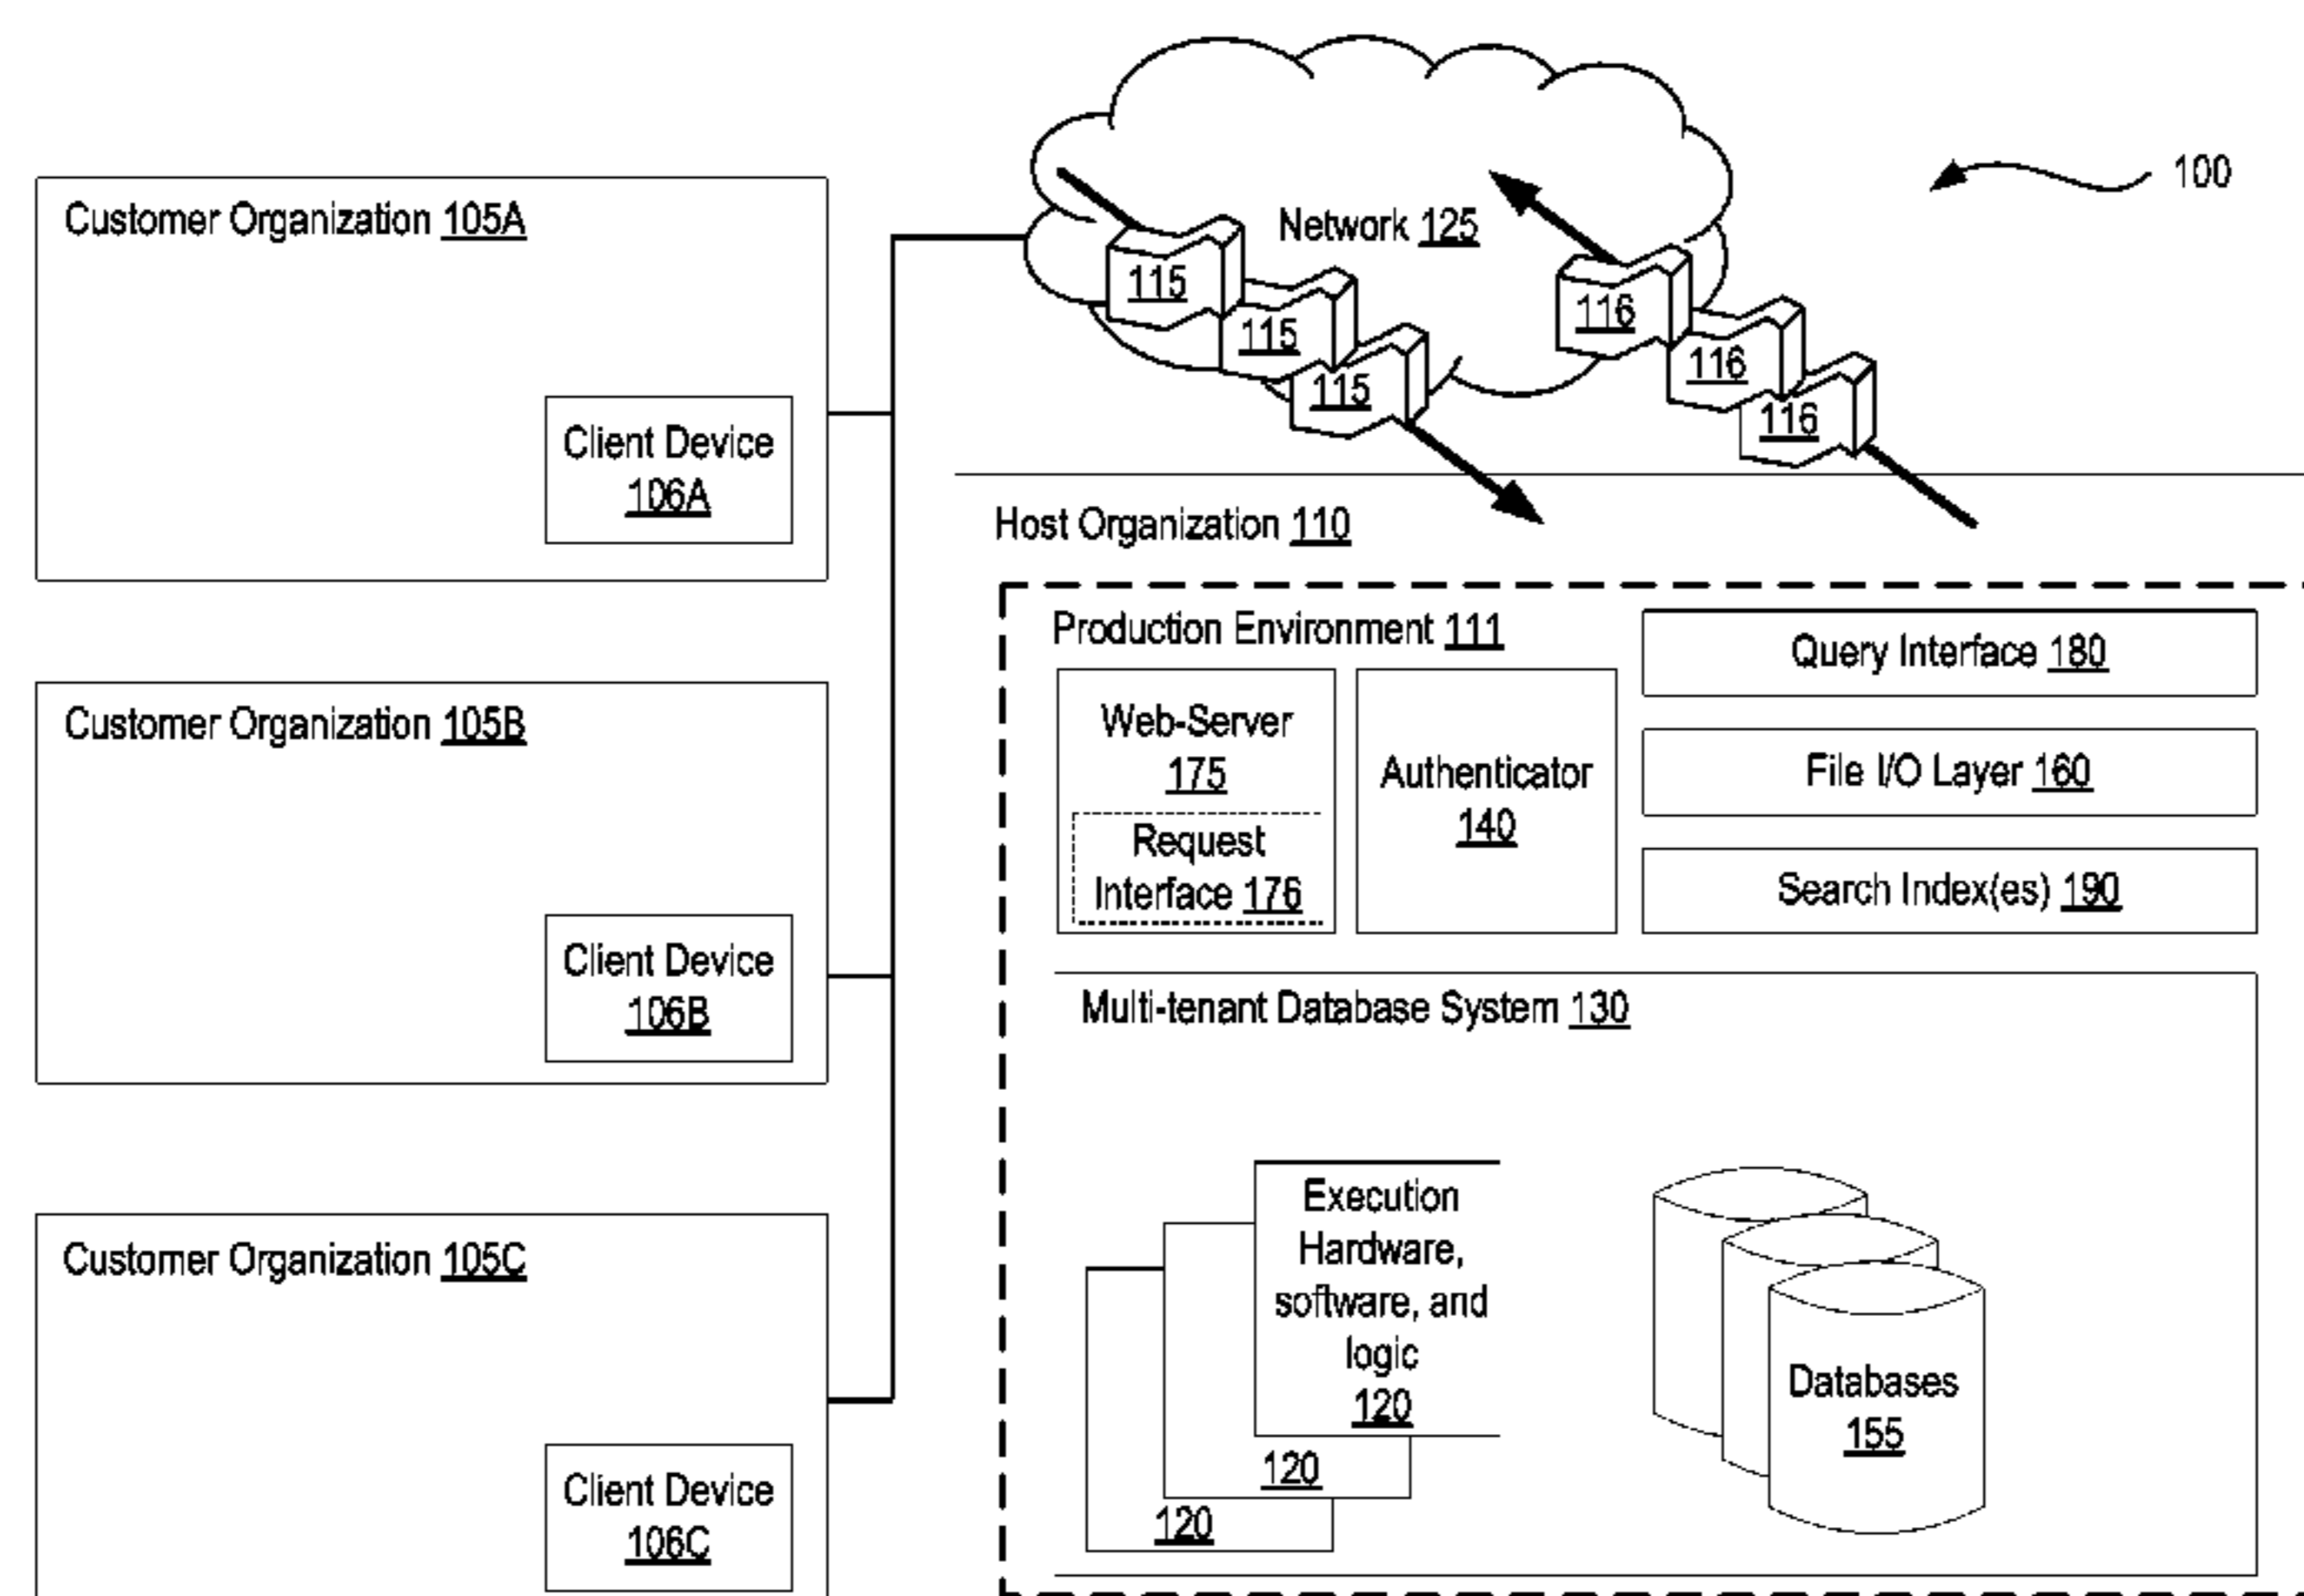 100
Customer Organization 105A
Client Device
106A
Customer Organization 105B
Client Device
106B
Customer Organization 105C
Client Device
106C
Network 125
115
115
115
116
116
116
Host Organization 110
Production Environment 111
Web-Server
175
Request
Interface 176
Authenticator
140
Query Interface 180
File I/O Layer 160
Search Index(es) 190
Multi-tenant Database System 130
Execution
Hardware,
software, and
logic
120
120
120
Databases
155